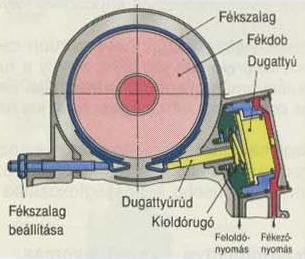 Fékszalag
Fékdob
Dugattyú
Fékszalag
beállítása
Dugattyúrúd
Kioldórugó
Feloldó-
nyomás
Fékező-
nyomás